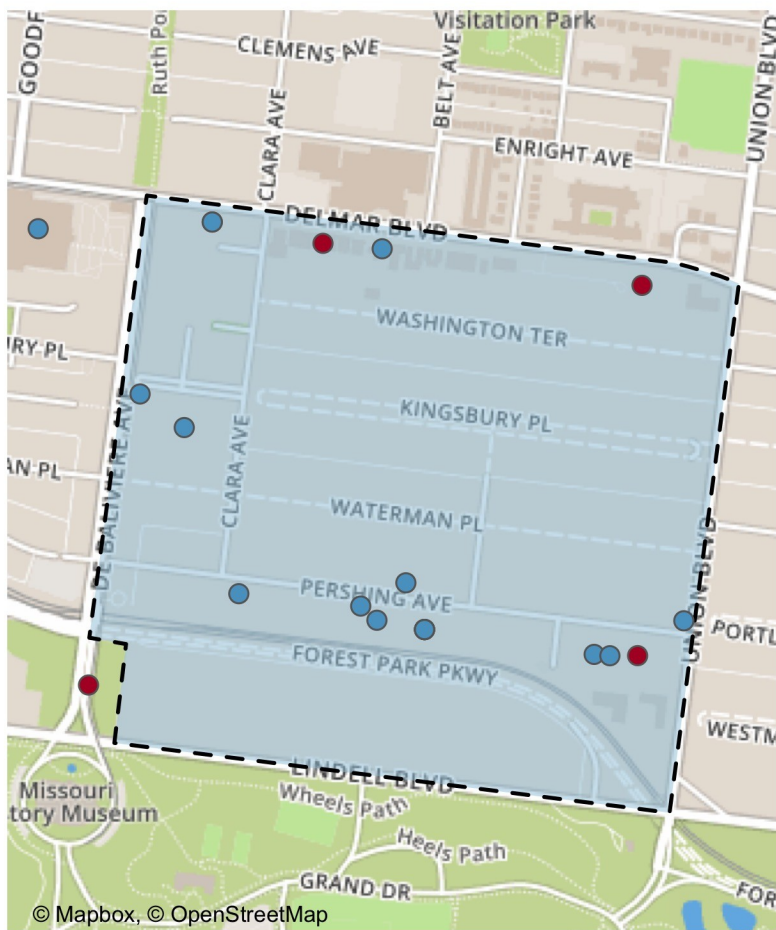 Visitation Park
GOODF
Ruth Po
CLEMENS AVE
BELT AVE
UNION BLVD
CLARA AVE
ENRIGHT AVE
DELMAR BLVD
WASHINGTON TER
RY PL
KINGSBURY PL
DE BALIVIERE AVE
CLARA AVE
AN PL
WATERMAN PL
UNION BLVD
PERSHING AVE
PORTL
FOREST PARK PKWY
WESTM
LINDELL BLVD
Missouri
tory Museum
Wheels Path
Heels Path
GRAND DR
FOR
© Mapbox, © OpenStreetMap